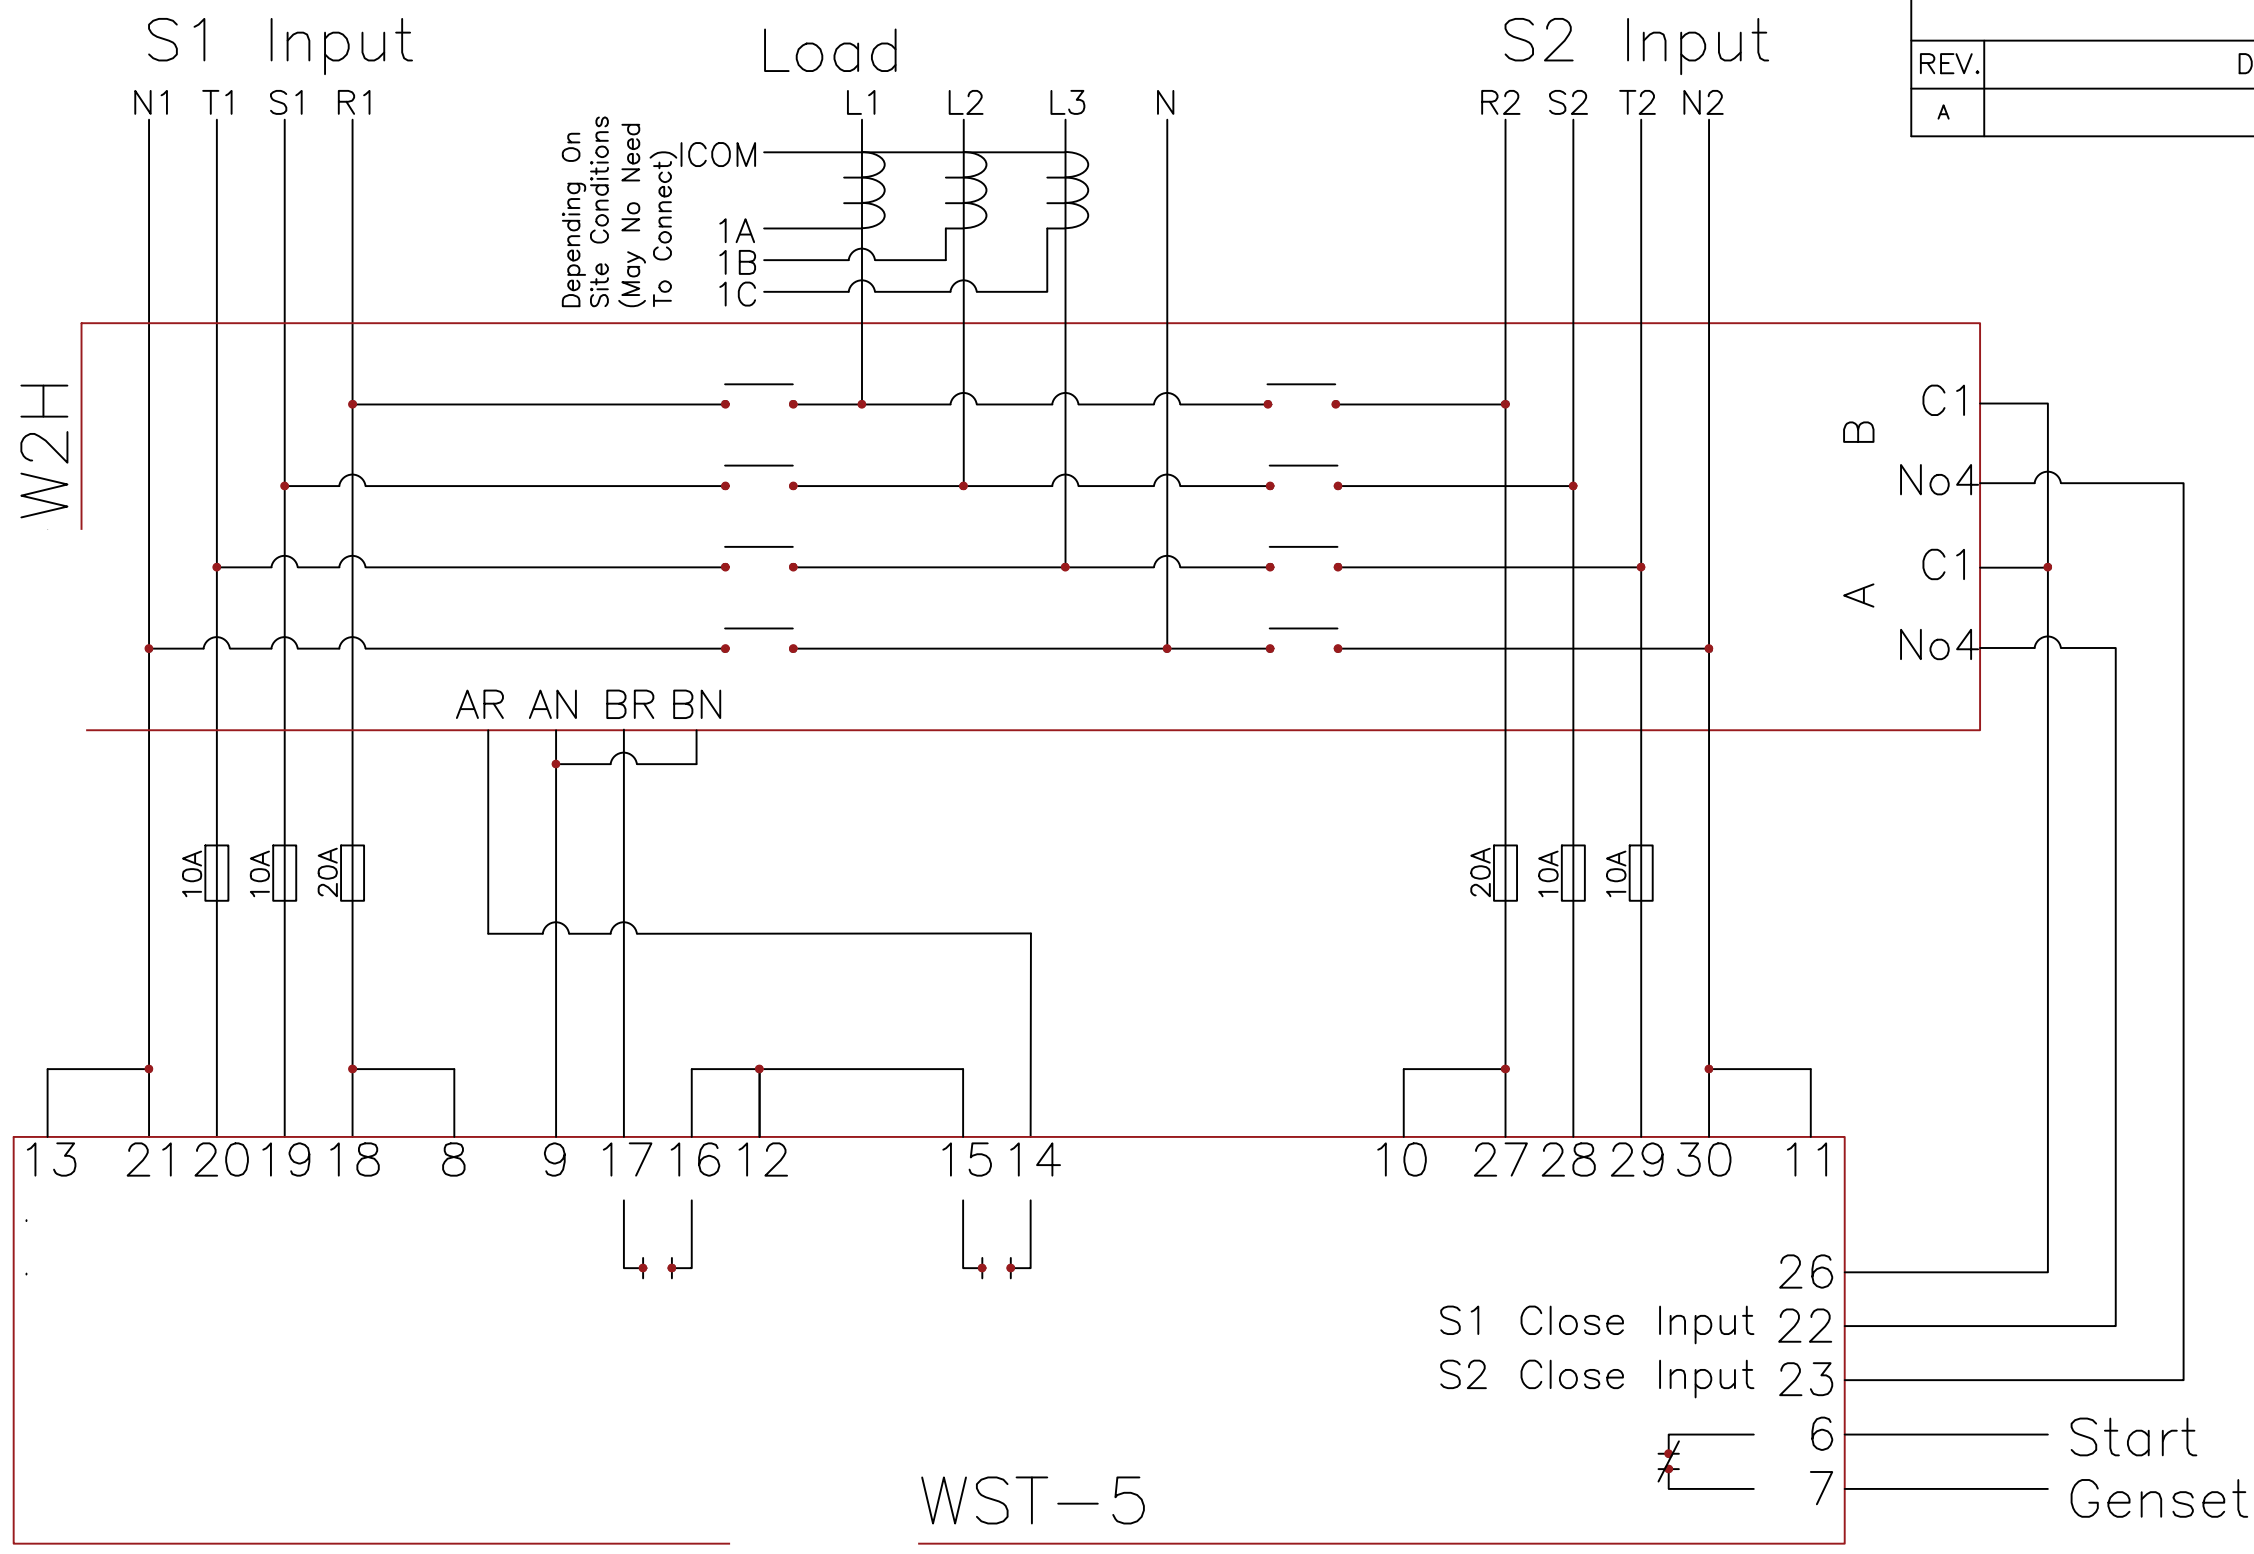 S1 Input
Load
S2 Input
REV.
D
A
N1 T1 S1 R1
L1 L2 L3 N
R2 S2 T2 N2
Depending On
Site Conditions
(May No Need
To Connect)
ICOM
1A
1B
1C
W2H
B
C1
No4
A
C1
No4
AR AN BR BN
10A 10A 20A
20A 10A 10A
13 21 20 19 18 8 9 17 16 12 15 14 10 27 28 29 30 11
26
S1 Close Input 22
S2 Close Input 23
6 Start
7 Genset
WST-5